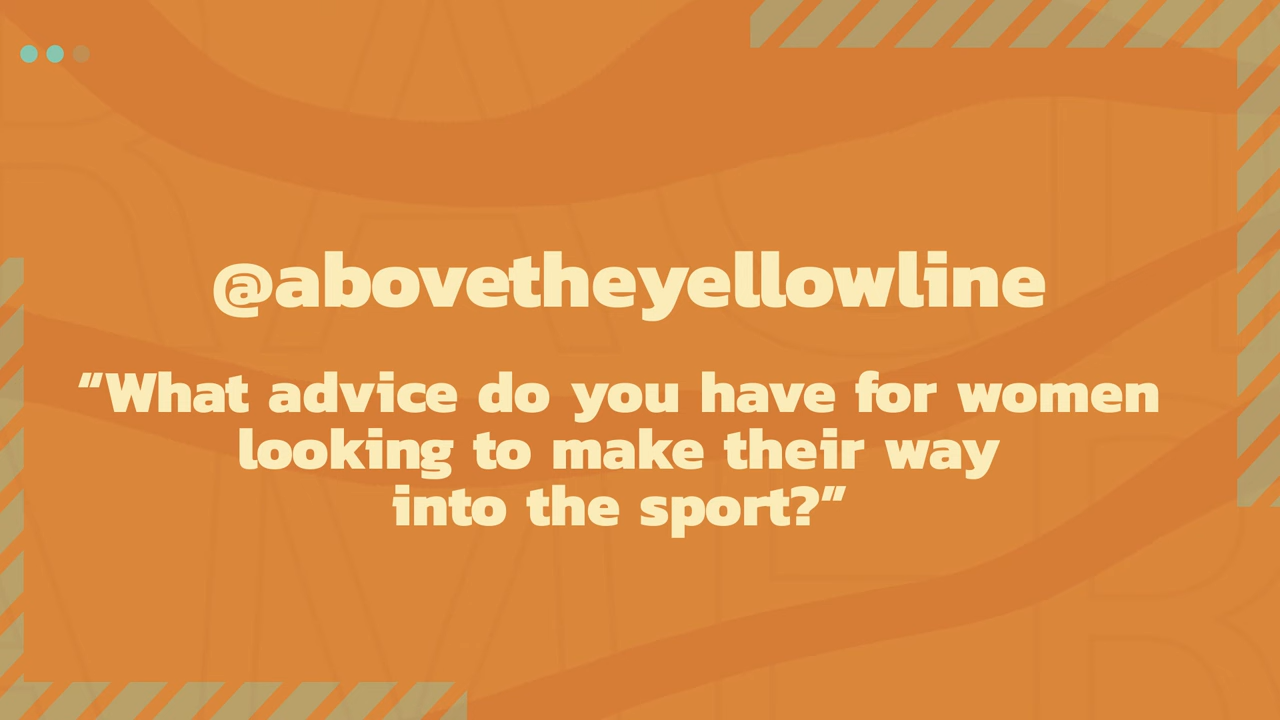 @abovetheyellowline
“What advice do you have for women
looking to make their way
into the sport?”